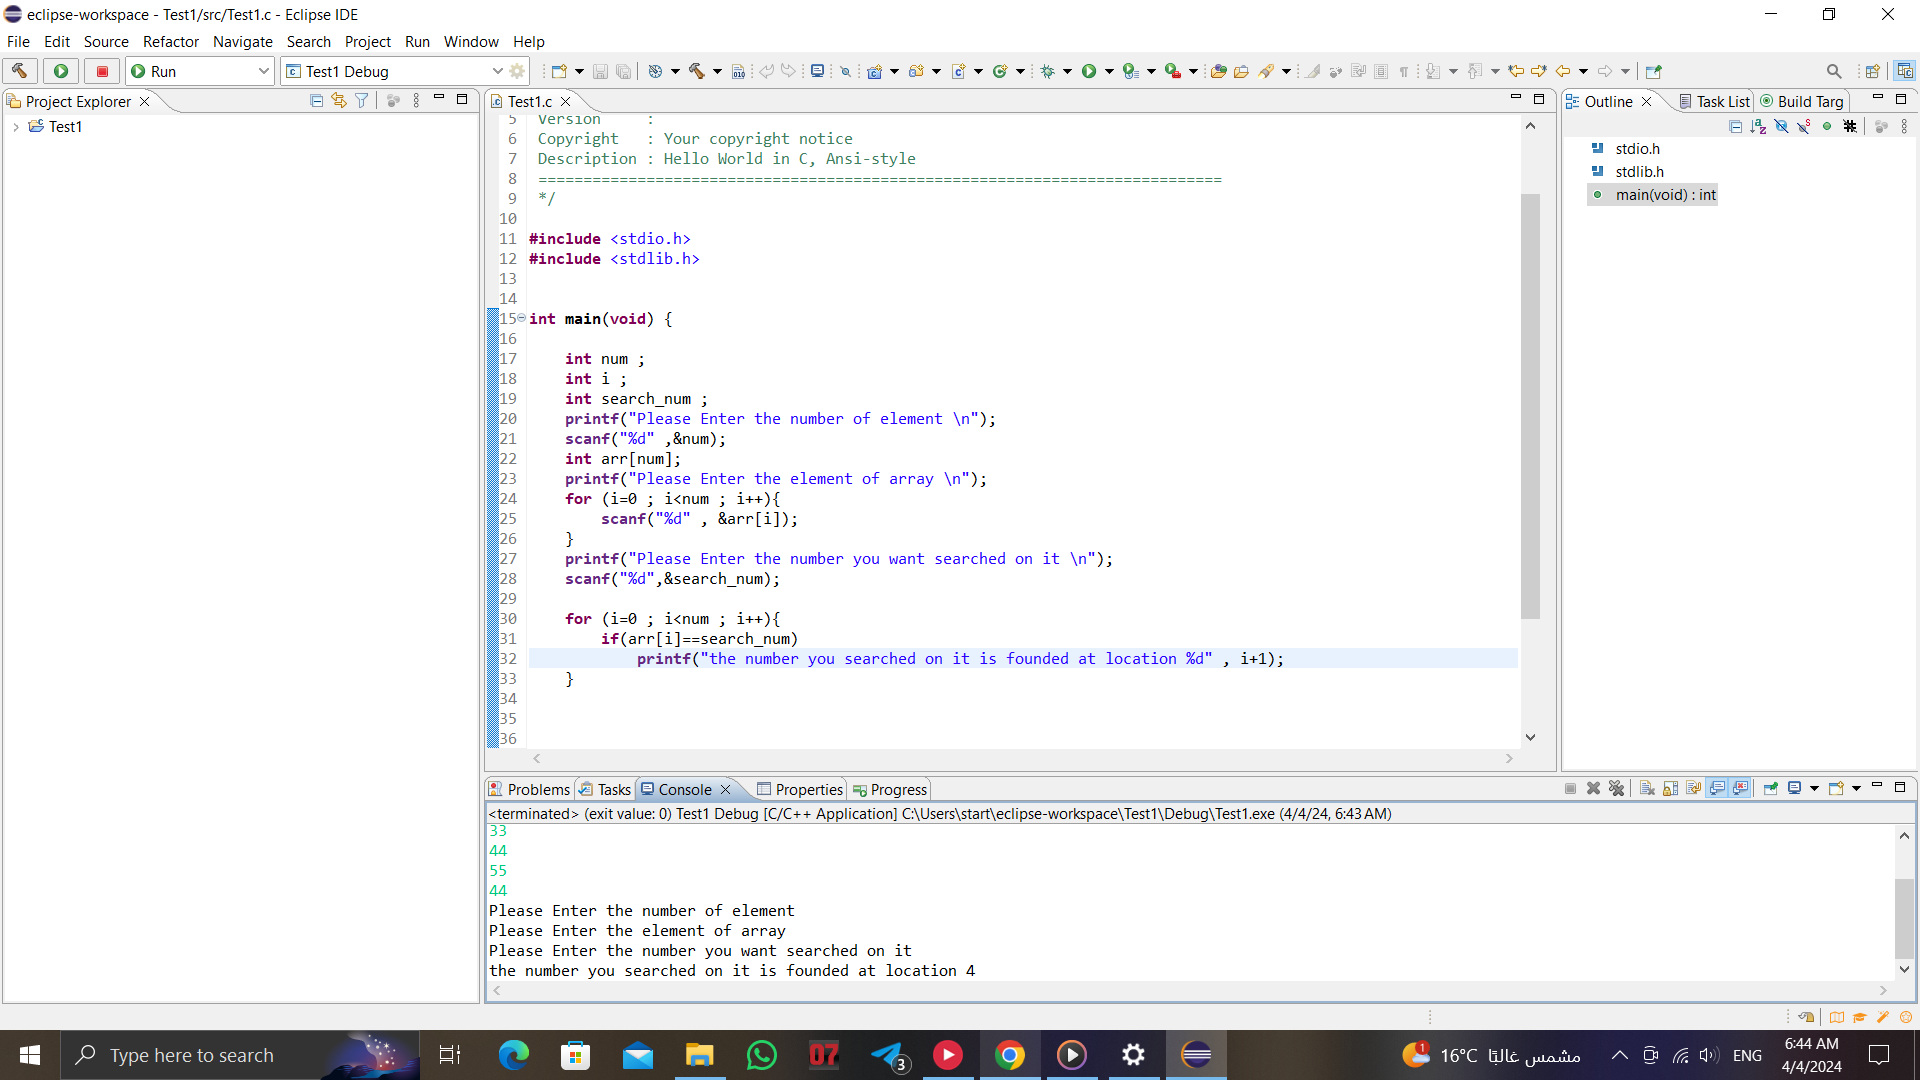 eclipse-workspace - Test1/src/Test1.c - Eclipse IDE
File Edit Source Refactor Navigate Search Project Run Window Help
Run
Test1 Debug
Project Explorer
Test1
Test1.c
5 Version :
6 Copyright : Your copyright notice
7 Description : Hello World in C, Ansi-style
8 ============================================================================
9 */
10
11 #include <stdio.h>
12 #include <stdlib.h>
13
14
15 int main(void) {
16
17 int num ;
18 int i ;
19 int search_num ;
20 printf("Please Enter the number of element \n");
21 scanf("%d" ,&num);
22 int arr[num];
23 printf("Please Enter the element of array \n");
24 for (i=0 ; i<num ; i++){
25 scanf("%d" , &arr[i]);
26 }
27 printf("Please Enter the number you want searched on it \n");
28 scanf("%d",&search_num);
29
30 for (i=0 ; i<num ; i++){
31 if(arr[i]==search_num)
32 printf("the number you searched on it is founded at location %d" , i+1);
33 }
34
35
36
Outline Task List Build Targ
stdio.h
stdlib.h
main(void) : int
Problems Tasks Console Properties Progress
<terminated> (exit value: 0) Test1 Debug [C/C++ Application] C:\Users\start\eclipse-workspace\Test1\Debug\Test1.exe (4/4/24, 6:43 AM)
33
44
55
44
Please Enter the number of element
Please Enter the element of array
Please Enter the number you want searched on it
the number you searched on it is founded at location 4
Type here to search
07
3
1
16°C مشمس غالبًا
ENG
6:44 AM
4/4/2024